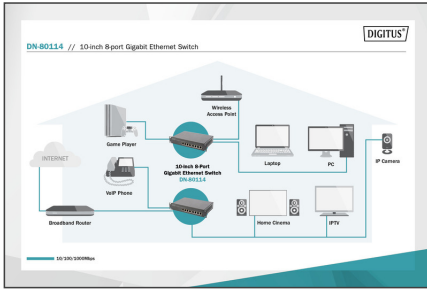 DIGITUS®
DN-80114 // 10-inch 8-port Gigabit Ethernet Switch
Wireless
Access Point
Game Player
10-inch 8-Port
Gigabit Ethernet Switch
DN-80114
Laptop
PC
IP Camera
INTERNET
VoIP Phone
Broadband Router
Home Cinema
IPTV
10/100/1000Mbps